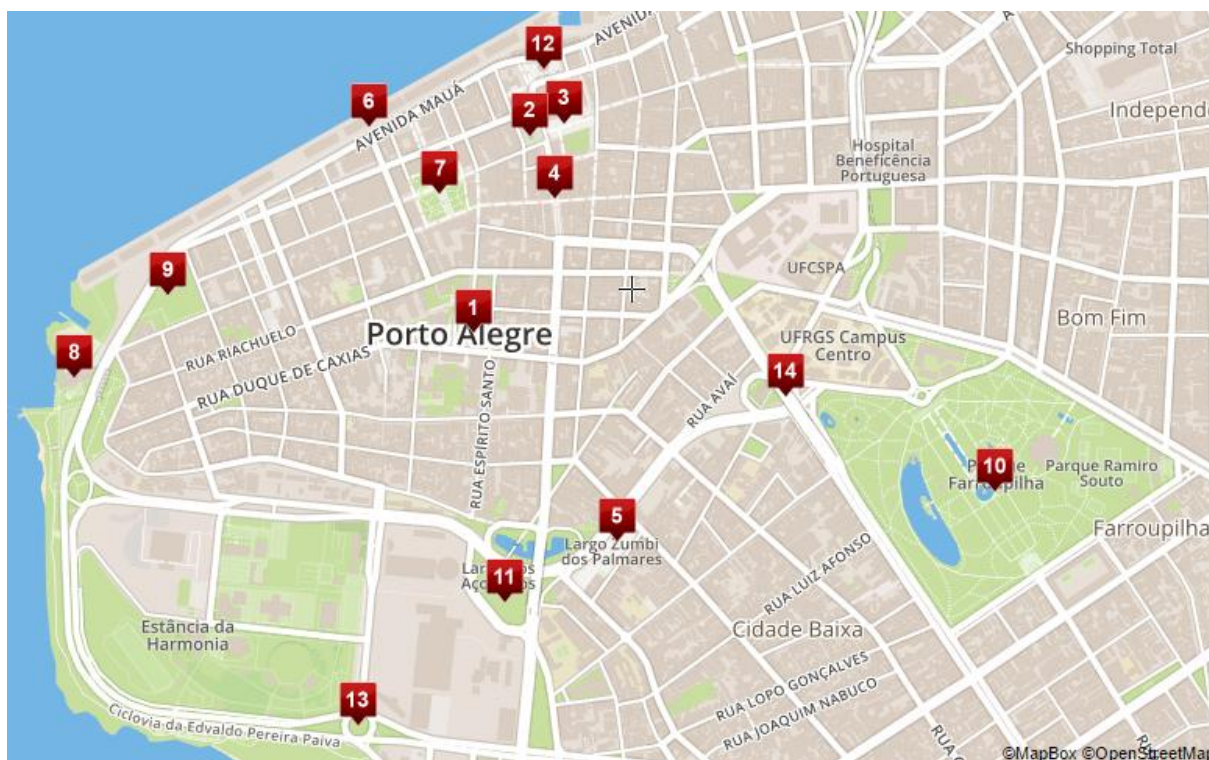 12
AVENID
Shopping Total
AVENIDA MAUÁ
6
2
3
Independ
Hospital
Beneficência
Portuguesa
7
4
9
UFCSPA
1
Porto Alegre
Bom Fim
RUA RIACHUELO
UFRGS Campus
Centro
8
RUA DUQUE DE CAXIAS
14
RUA AVAÍ
RUA ESPÍRITO SANTO
10
Parque Ramiro
Souto
5
Largo Zumbi
dos Palmares
Farroupilha
11
RUA LUIZ AFONSO
Estância da
Harmonia
Cidade Baixa
RUA LOPO GONÇALVES
RUA JOAQUIM NABUCO
13
Ciclovia da Edvaldo Pereira Paiva
©MapBox ©OpenStreetMap